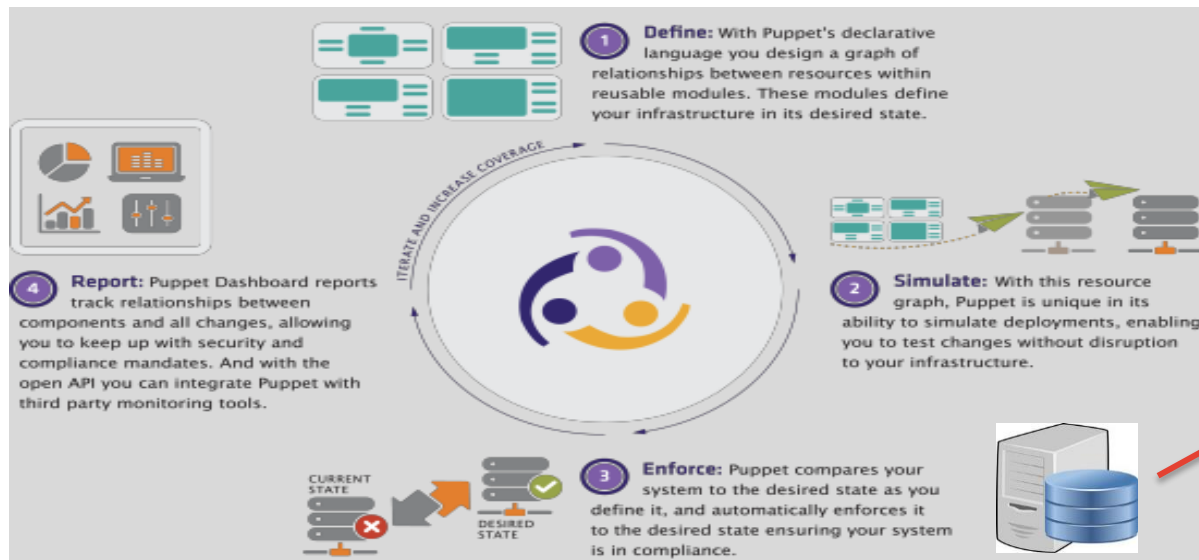 1 Define: With Puppet's declarative
language you design a graph of
relationships between resources within
reusable modules. These modules define
your infrastructure in its desired state.
ITERATE AND INCREASE COVERAGE
2 Simulate: With this resource
graph, Puppet is unique in its
ability to simulate deployments, enabling
you to test changes without disruption
to your infrastructure.
3 Enforce: Puppet compares your
system to the desired state as you
define it, and automatically enforces it
to the desired state ensuring your system
is in compliance.
CURRENT
STATE
DESIRED
STATE
4 Report: Puppet Dashboard reports
track relationships between
components and all changes, allowing
you to keep up with security and
compliance mandates. And with the
open API you can integrate Puppet with
third party monitoring tools.